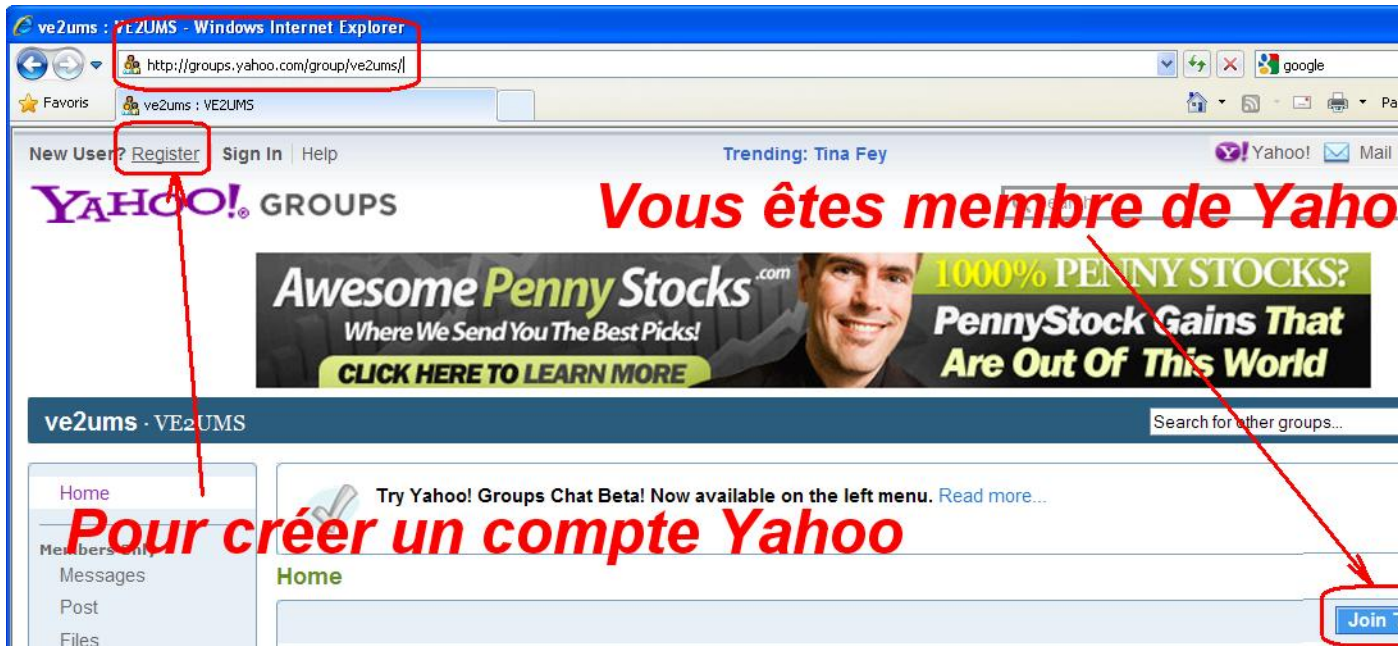 ve2ums : VE2UMS - Windows Internet Explorer
http://groups.yahoo.com/group/ve2ums/
google
Favoris
ve2ums : VE2UMS
Pa
New User? Register
Sign In
Help
Trending: Tina Fey
Yahoo!
Mail
YAHOO! GROUPS
Vous êtes membre de Yaho
Awesome Penny Stocks .com
Where We Send You The Best Picks!
CLICK HERE TO LEARN MORE
1000% PENNY STOCKS?
PennyStock Gains That
Are Out Of This World
ve2ums · VE2UMS
Search for other groups...
Home
Try Yahoo! Groups Chat Beta! Now available on the left menu. Read more...
Pour créer un compte Yahoo
Members Only
Messages
Home
Post
Join
Files